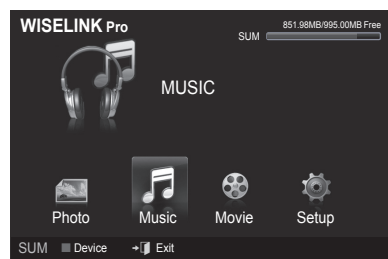 WISELINK Pro
851.98MB/995.00MB Free
SUM
MUSIC
Photo Music Movie Setup
SUM Device Exit